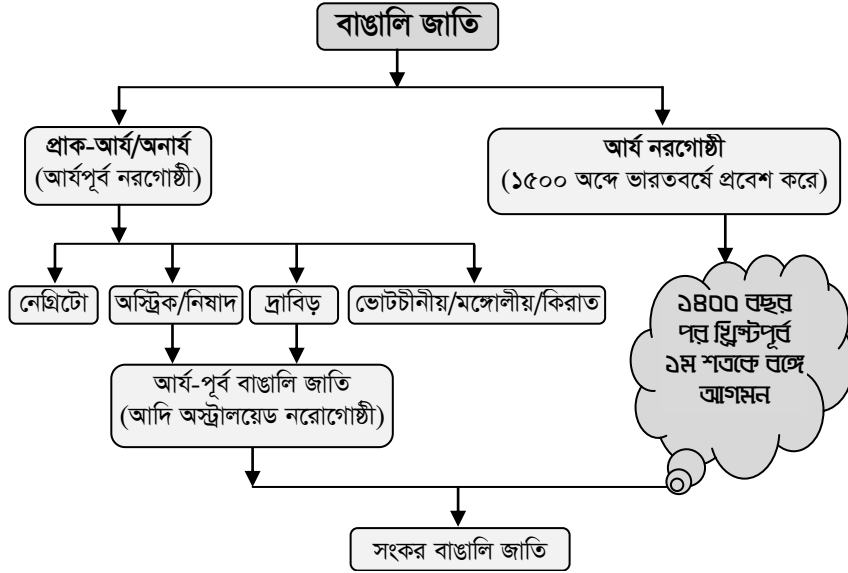 বাঙালি জাতি
প্রাক-আর্য/অনার্য
(আর্যপূর্ব নরগোষ্ঠী)
আর্য নরগোষ্ঠী
(১৫০০ অব্দে ভারতবর্ষে প্রবেশ করে)
নেগ্রিটো
অস্ট্রিক/নিষাদ
দ্রাবিড়
ভোটচীনীয়/মঙ্গোলীয়/কিরাত
১৪০০ বছর
পর খ্রিস্টপূর্ব
১ম শতকে বঙ্গে
আগমন
আর্য-পূর্ব বাঙালি জাতি
(আদি অস্ট্রালয়েড নরোগোষ্ঠী)
সংকর বাঙালি জাতি